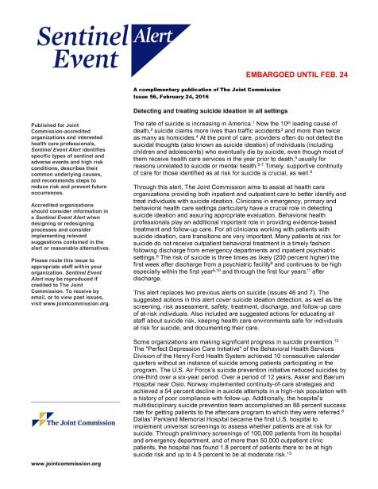 Sentinel Alert
Event
EMBARGOED UNTIL FEB. 24
A complimentary publication of The Joint Commission
Issue 56, February 24, 2016
Detecting and treating suicide ideation in all settings
Published for Joint
Commission-accredited
organizations and interested
health care professionals,
Sentinel Event Alert identifies
specific types of sentinel and
adverse events and high risk
conditions, describes their
common underlying causes,
and recommends steps to
reduce risk and prevent future
occurrences.
Accredited organizations
should consider information in
a Sentinel Event Alert when
designing or redesigning
processes and consider
implementing relevant
suggestions contained in the
alert or reasonable alternatives.
Please route this issue to
appropriate staff within your
organization. Sentinel Event
Alert may be reproduced if
credited to The Joint
Commission. To receive by
email, or to view past issues,
visit www.jointcommission.org.
The rate of suicide is increasing in America.1 Now the 10th leading cause of
death,2 suicide claims more lives than traffic accidents3 and more than twice
as many as homicides.4 At the point of care, providers often do not detect the
suicidal thoughts (also known as suicide ideation) of individuals (including
children and adolescents) who eventually die by suicide, even though most of
them receive health care services in the year prior to death,5 usually for
reasons unrelated to suicide or mental health.5-7 Timely, supportive continuity
of care for those identified as at risk for suicide is crucial, as well.8
Through this alert, The Joint Commission aims to assist all health care
organizations providing both inpatient and outpatient care to better identify and
treat individuals with suicide ideation. Clinicians in emergency, primary and
behavioral health care settings particularly have a crucial role in detecting
suicide ideation and assuring appropriate evaluation. Behavioral health
professionals play an additional important role in providing evidence-based
treatment and follow-up care. For all clinicians working with patients with
suicide ideation, care transitions are very important. Many patients at risk for
suicide do not receive outpatient behavioral treatment in a timely fashion
following discharge from emergency departments and inpatient psychiatric
settings.8 The risk of suicide is three times as likely (200 percent higher) the
first week after discharge from a psychiatric facility9 and continues to be high
especially within the first year9,10 and through the first four years11 after
discharge.
This alert replaces two previous alerts on suicide (issues 46 and 7). The
suggested actions in this alert cover suicide ideation detection, as well as the
screening, risk assessment, safety, treatment, discharge, and follow-up care
of at-risk individuals. Also included are suggested actions for educating all
staff about suicide risk, keeping health care environments safe for individuals
at risk for suicide, and documenting their care.
Some organizations are making significant progress in suicide prevention.12
The "Perfect Depression Care Initiative" of the Behavioral Health Services
Division of the Henry Ford Health System achieved 10 consecutive calendar
quarters without an instance of suicide among patients participating in the
program. The U.S. Air Force's suicide prevention initiative reduced suicides by
one-third over a six-year period. Over a period of 12 years, Asker and Bærum
Hospital near Oslo, Norway implemented continuity-of-care strategies and
achieved a 54 percent decline in suicide attempts in a high-risk population with
a history of poor compliance with follow-up. Additionally, the hospital's
multidisciplinary suicide prevention team accomplished an 88 percent success
rate for getting patients to the aftercare program to which they were referred.8
Dallas' Parkland Memorial Hospital became the first U.S. hospital to
implement universal screenings to assess whether patients are at risk for
suicide. Through preliminary screenings of 100,000 patients from its hospital
and emergency department, and of more than 50,000 outpatient clinic
patients, the hospital has found 1.8 percent of patients there to be at high
suicide risk and up to 4.5 percent to be at moderate risk.13
The Joint Commission
www.jointcommission.org